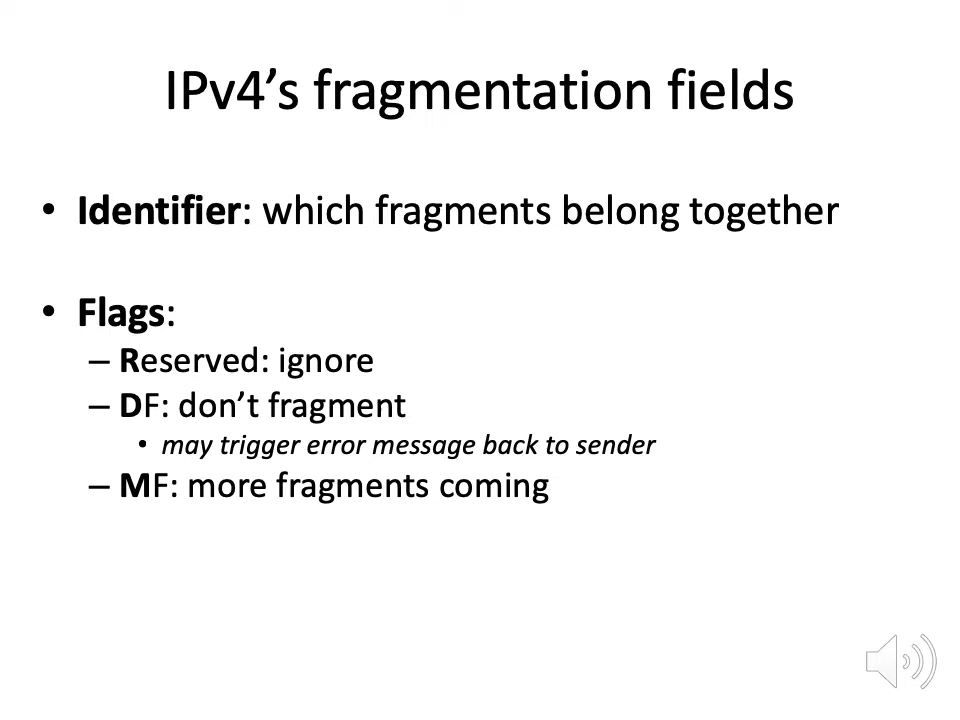 IPv4’s fragmentation fields
• Identifier: which fragments belong together
• Flags:
– Reserved: ignore
– DF: don’t fragment
• may trigger error message back to sender
– MF: more fragments coming